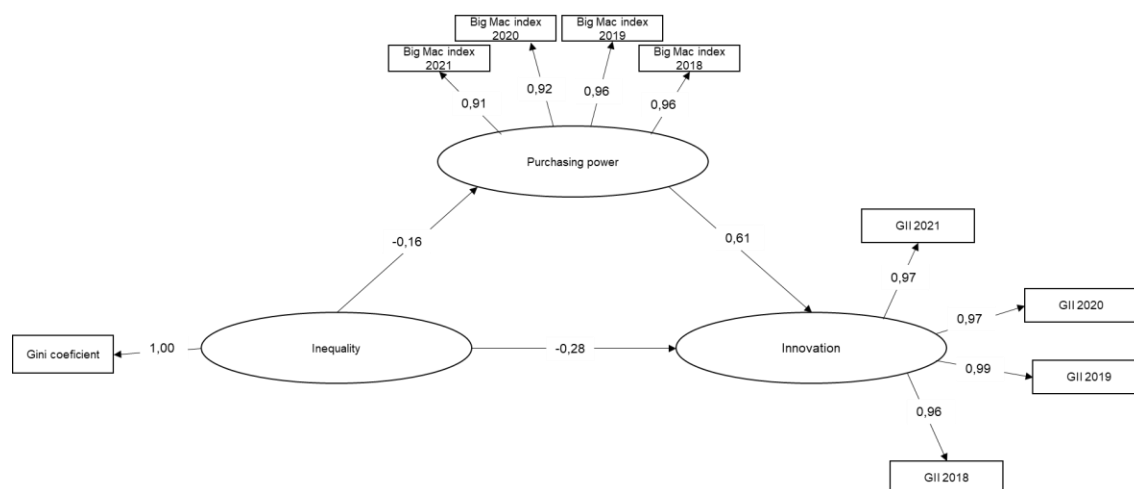 Big Mac index
2020
Big Mac index
2019
Big Mac index
2021
Big Mac index
2018
0,91
0,92
0,96
0,96
Purchasing power
GII 2021
-0,16
0,61
0,97
GII 2020
0,97
Gini coeficient
1,00
Inequality
-0,28
Innovation
0,99
GII 2019
0,96
GII 2018